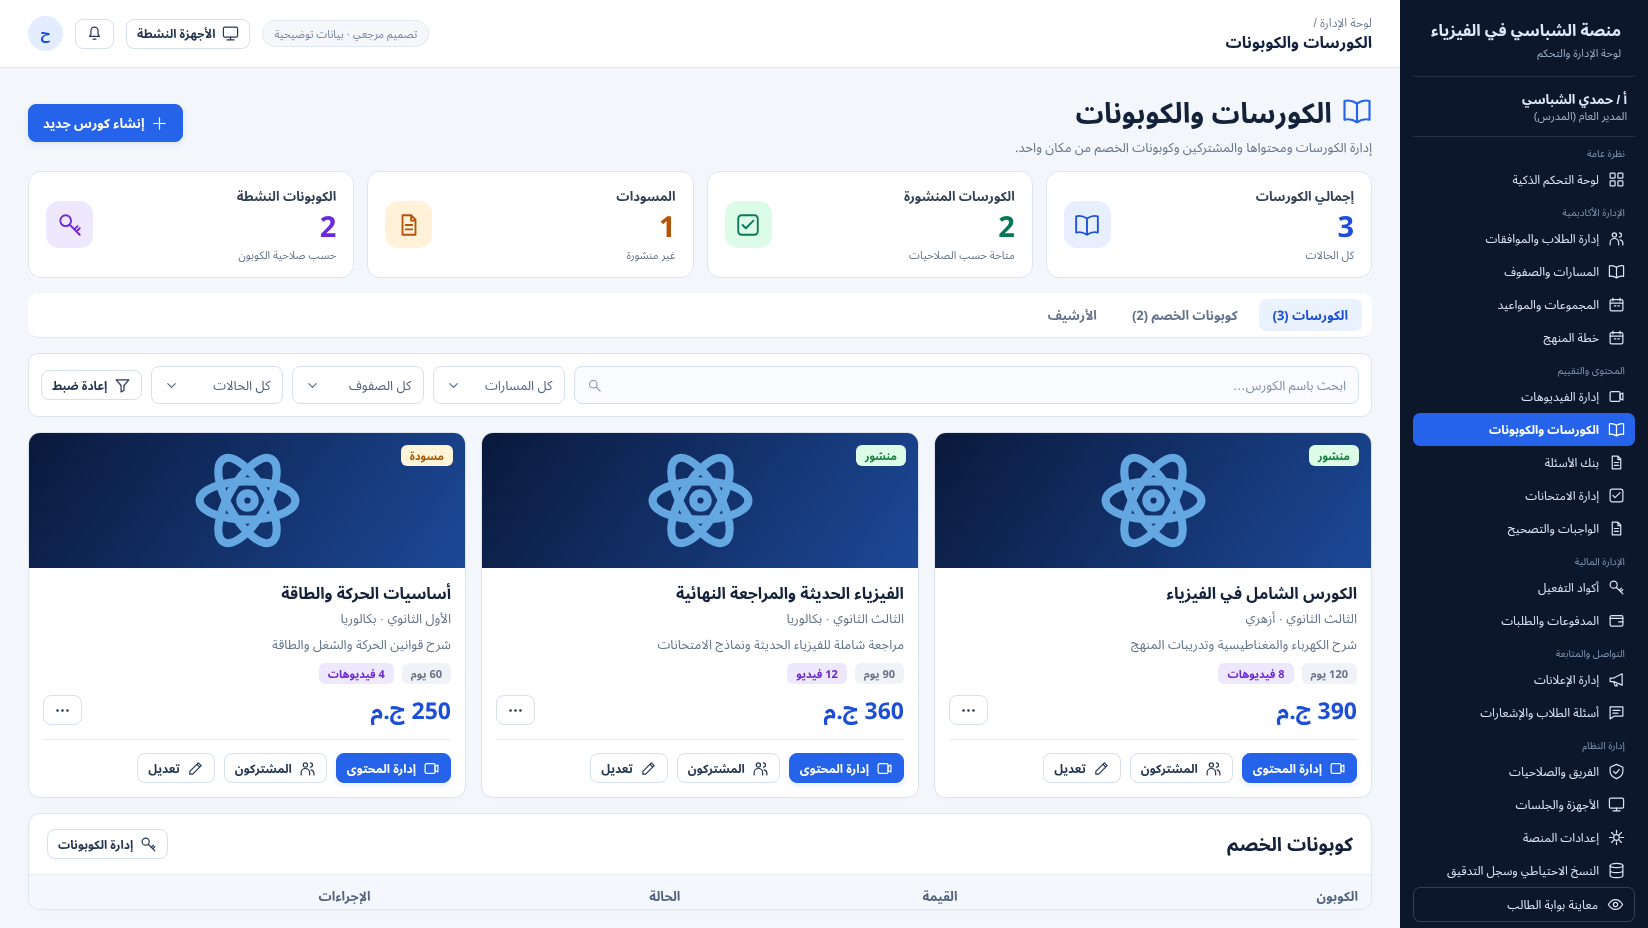 منصة الشباسي في الفيزياء
لوحة الإدارة والتحكم
أ / حمدي الشباسي
المدير العام (المدرس)
نظرة عامة
لوحة التحكم الذكية
الإدارة الأكاديمية
إدارة الطلاب والموافقات
المسارات والصفوف
المجموعات والمواعيد
خطة المنهج
المحتوى والتقييم
إدارة الفيديوهات
الكورسات والكوبونات
بنك الأسئلة
إدارة الامتحانات
الواجبات والتصحيح
الإدارة المالية
أكواد التفعيل
المدفوعات والطلبات
التواصل والمتابعة
إدارة الإعلانات
أسئلة الطلاب والإشعارات
إدارة النظام
الفريق والصلاحيات
الأجهزة والجلسات
إعدادات المنصة
النسخ الاحتياطي وسجل التدقيق
معاينة بوابة الطالب
لوحة الإدارة /
الكورسات والكوبونات
تصميم مرجعي · بيانات توضيحية
الأجهزة النشطة
ح
الكورسات والكوبونات
إدارة الكورسات ومحتواها والمشتركين وكوبونات الخصم من مكان واحد.
إنشاء كورس جديد
إجمالي الكورسات
3
كل الحالات
الكورسات المنشورة
2
متاحة حسب الصلاحيات
المسودات
1
غير منشورة
الكوبونات النشطة
2
حسب صلاحية الكوبون
الكورسات (3)
كوبونات الخصم (2)
الأرشيف
ابحث باسم الكورس...
كل المسارات
كل الصفوف
كل الحالات
إعادة ضبط
منشور
الكورس الشامل في الفيزياء
الثالث الثانوي · أزهري
شرح الكهرباء والمغناطيسية وتدريبات المنهج
120 يوم
8 فيديوهات
390 ج.م
إدارة المحتوى
المشتركون
تعديل
منشور
الفيزياء الحديثة والمراجعة النهائية
الثالث الثانوي · بكالوريا
مراجعة شاملة للفيزياء الحديثة ونماذج الامتحانات
90 يوم
12 فيديو
360 ج.م
إدارة المحتوى
المشتركون
تعديل
مسودة
أساسيات الحركة والطاقة
الأول الثانوي · بكالوريا
شرح قوانين الحركة والشغل والطاقة
60 يوم
4 فيديوهات
250 ج.م
إدارة المحتوى
المشتركون
تعديل
كوبونات الخصم
إدارة الكوبونات
الكوبون
القيمة
الحالة
الإجراءات